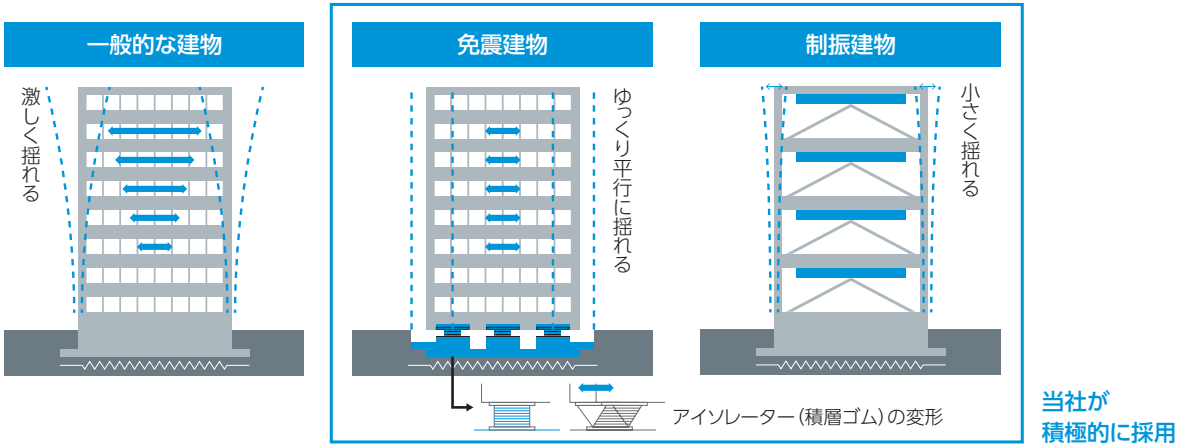 一般的な建物
免震建物
制振建物
激しく揺れる
ゆっくり平行に揺れる
小さく揺れる
アイソレーター(積層ゴム)の変形
当社が
積極的に採用